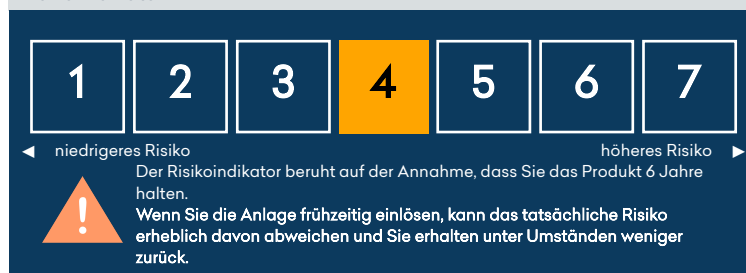 1 2 3 4 5 6 7
◄ niedrigeres Risiko höheres Risiko ►
Der Risikoindikator beruht auf der Annahme, dass Sie das Produkt 6 Jahre
halten.
Wenn Sie die Anlage frühzeitig einlösen, kann das tatsächliche Risiko
erheblich davon abweichen und Sie erhalten unter Umständen weniger
zurück.